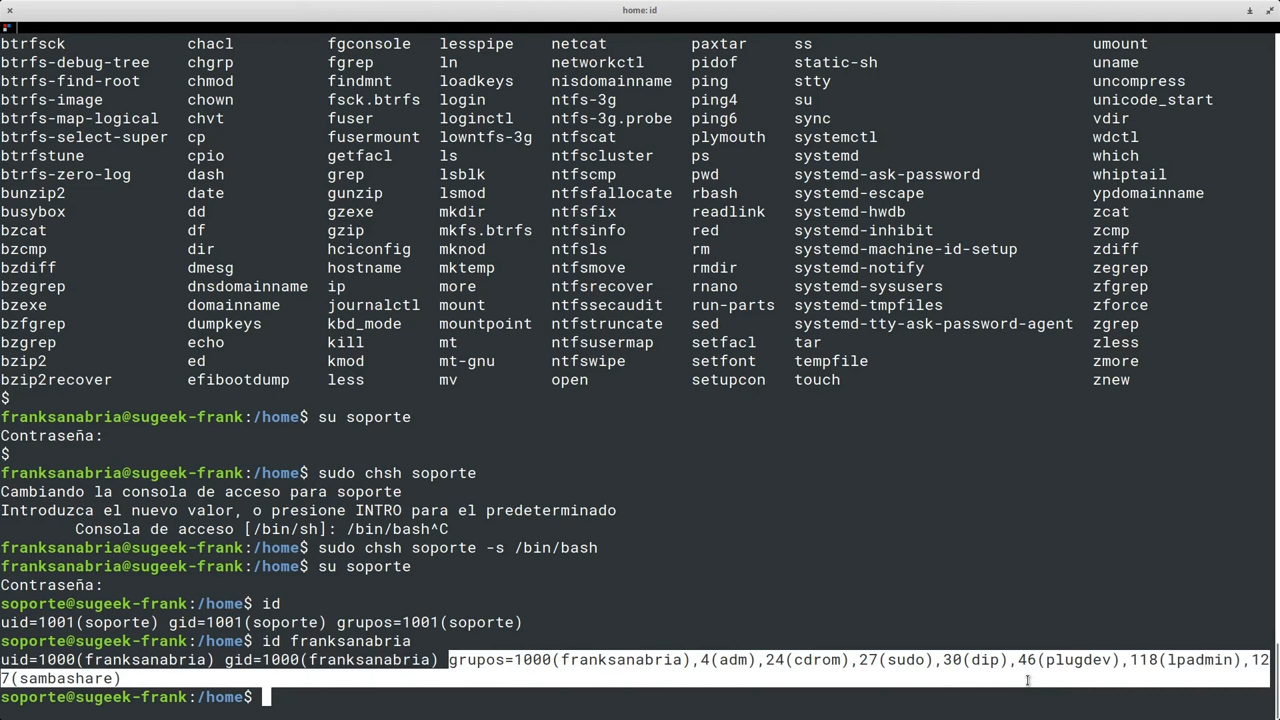 home: id
btrfsck chacl fgconsole lesspipe netcat paxtar ss umount
btrfs-debug-tree chgrp fgrep ln networkctl pidof static-sh uname
btrfs-find-root chmod findmnt loadkeys nisdomainname ping stty uncompress
btrfs-image chown fsck.btrfs login ntfs-3g ping4 su unicode_start
btrfs-map-logical chvt fuser loginctl ntfs-3g.probe ping6 sync vdir
btrfs-select-super cp fusermount lowntfs-3g ntfscat plymouth systemctl wdctl
btrfstune cpio getfacl ls ntfscluster ps systemd which
btrfs-zero-log dash grep lsblk ntfscmp pwd systemd-ask-password whiptail
bunzip2 date gunzip lsmod ntfsfallocate rbash systemd-escape ypdomainname
busybox dd gzexe mkdir ntfsfix readlink systemd-hwdb zcat
bzcat df gzip mkfs.btrfs ntfsinfo red systemd-inhibit zcmp
bzcmp dir hciconfig mknod ntfsls rm systemd-machine-id-setup zdiff
bzdiff dmesg hostname mktemp ntfsmove rmdir systemd-notify zegrep
bzegrep dnsdomainname ip more ntfsrecover rnano systemd-sysusers zfgrep
bzexe domainname journalctl mount ntfssecaudit run-parts systemd-tmpfiles zforce
bzfgrep dumpkeys kbd_mode mountpoint ntfstruncate sed systemd-tty-ask-password-agent zgrep
bzgrep echo kill mt ntfsusermap setfacl tar zless
bzip2 ed kmod mt-gnu ntfswipe setfont tempfile zmore
bzip2recover efibootdump less mv open setupcon touch znew
$
franksanabria@sugeek-frank:/home$ su soporte
Contraseña:
$
franksanabria@sugeek-frank:/home$ sudo chsh soporte
Cambiando la consola de acceso para soporte
Introduzca el nuevo valor, o presione INTRO para el predeterminado
Consola de acceso [/bin/sh]: /bin/bash^C
franksanabria@sugeek-frank:/home$ sudo chsh soporte -s /bin/bash
franksanabria@sugeek-frank:/home$ su soporte
Contraseña:
soporte@sugeek-frank:/home$ id
uid=1001(soporte) gid=1001(soporte) grupos=1001(soporte)
soporte@sugeek-frank:/home$ id franksanabria
uid=1000(franksanabria) gid=1000(franksanabria) grupos=1000(franksanabria),4(adm),24(cdrom),27(sudo),30(dip),46(plugdev),118(lpadmin),12
7(sambashare)
soporte@sugeek-frank:/home$